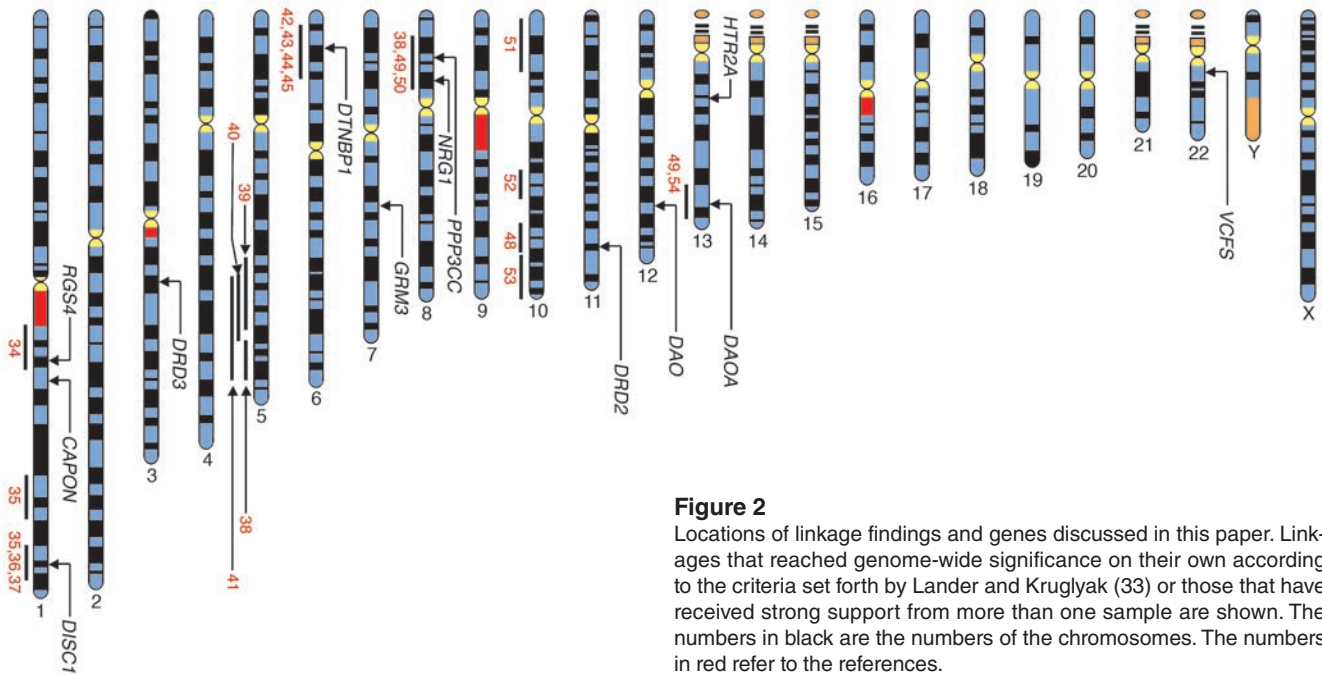 42,43,44,45
38,49,50
51
HTR2A
DTNBP1
40
39
NRG1
PPP3CC
52
49,54
GRM3
48
53
RGS4
34
DRD3
CAPON
DRD2
DAO
DAOA
VCFS
35
38
35,36,37
41
DISC1
1
2
3
4
5
6
7
8
9
10
11
12
13
14
15
16
17
18
19
20
21
22
Y
X
Figure 2
Locations of linkage findings and genes discussed in this paper. Link-
ages that reached genome-wide significance on their own according
to the criteria set forth by Lander and Kruglyak (33) or those that have
received strong support from more than one sample are shown. The
numbers in black are the numbers of the chromosomes. The numbers
in red refer to the references.